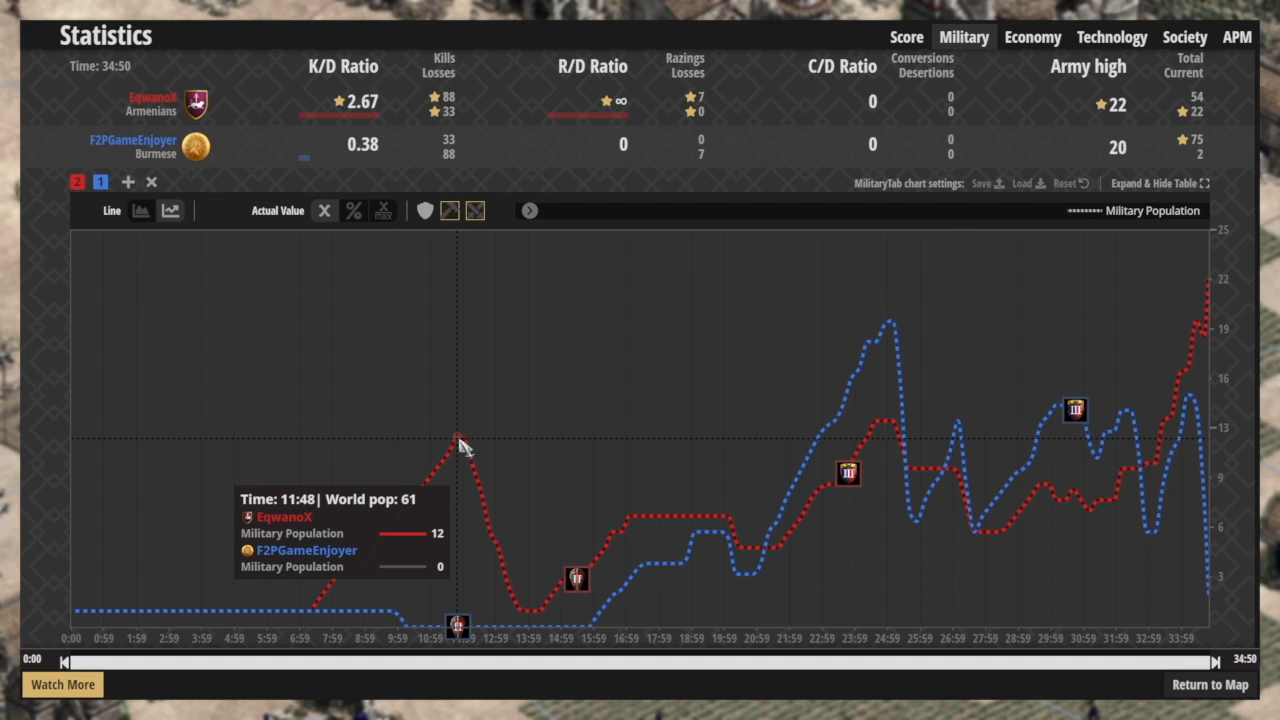 Statistics
Score Military Economy Technology Society APM
Time: 34:50
K/D Ratio
Kills
Losses
R/D Ratio
Razings
Losses
C/D Ratio
Conversions
Desertions
Army high
Total
Current
EqwanoX
Armenians
2.67
88
33
∞
7
0
0
0
0
22
54
22
F2PGameEnjoyer
Burmese
0.38
33
88
0
0
7
0
0
0
20
75
2
2 1
MilitaryTab chart settings: Save Load Reset Expand & Hide Table
Line Actual Value X % X max
Military Population
25
22
19
16
13
9
6
3
III
III
II
II
Time: 11:48| World pop: 61
EqwanoX
Military Population 12
F2PGameEnjoyer
Military Population 0
0:00 0:59 1:59 2:59 3:59 4:59 5:59 6:59 7:59 8:59 9:59 10:59 12:59 13:59 14:59 15:59 16:59 17:59 18:59 19:59 20:59 21:59 22:59 23:59 24:59 25:59 26:59 27:59 28:59 29:59 30:59 31:59 32:59 33:59
0:00 34:50
Watch More Return to Map